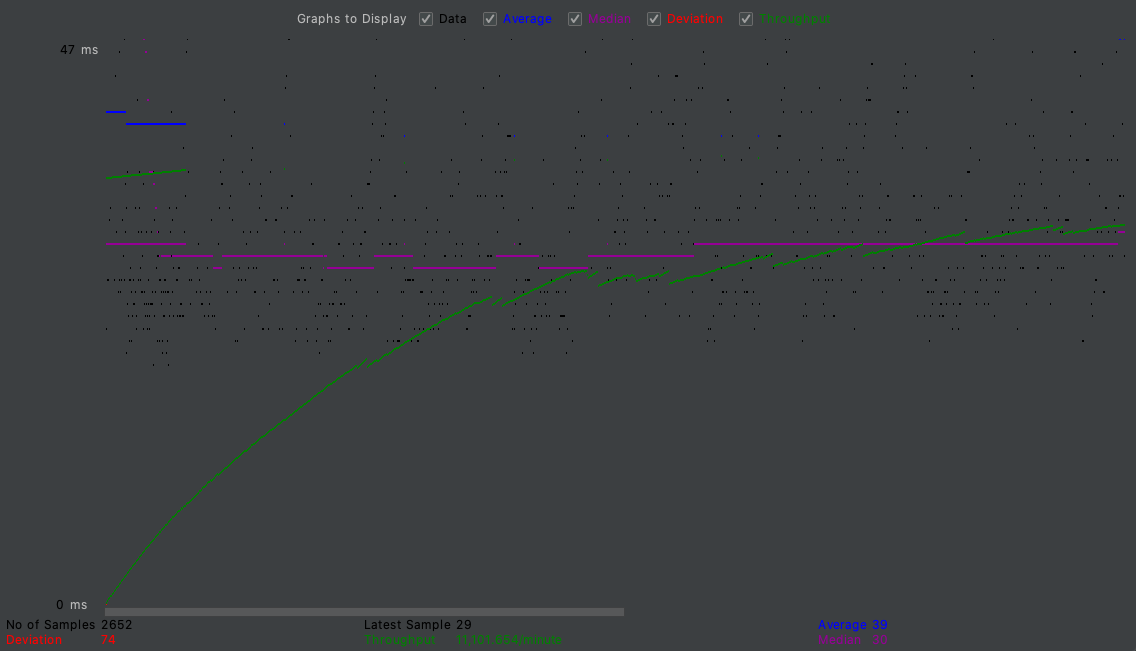 Graphs to Display Data Average Median Deviation Throughput
47 ms
0 ms
No of Samples 2652 Latest Sample 29 Average 39
Deviation 74 Throughput 11,101.654/minute Median